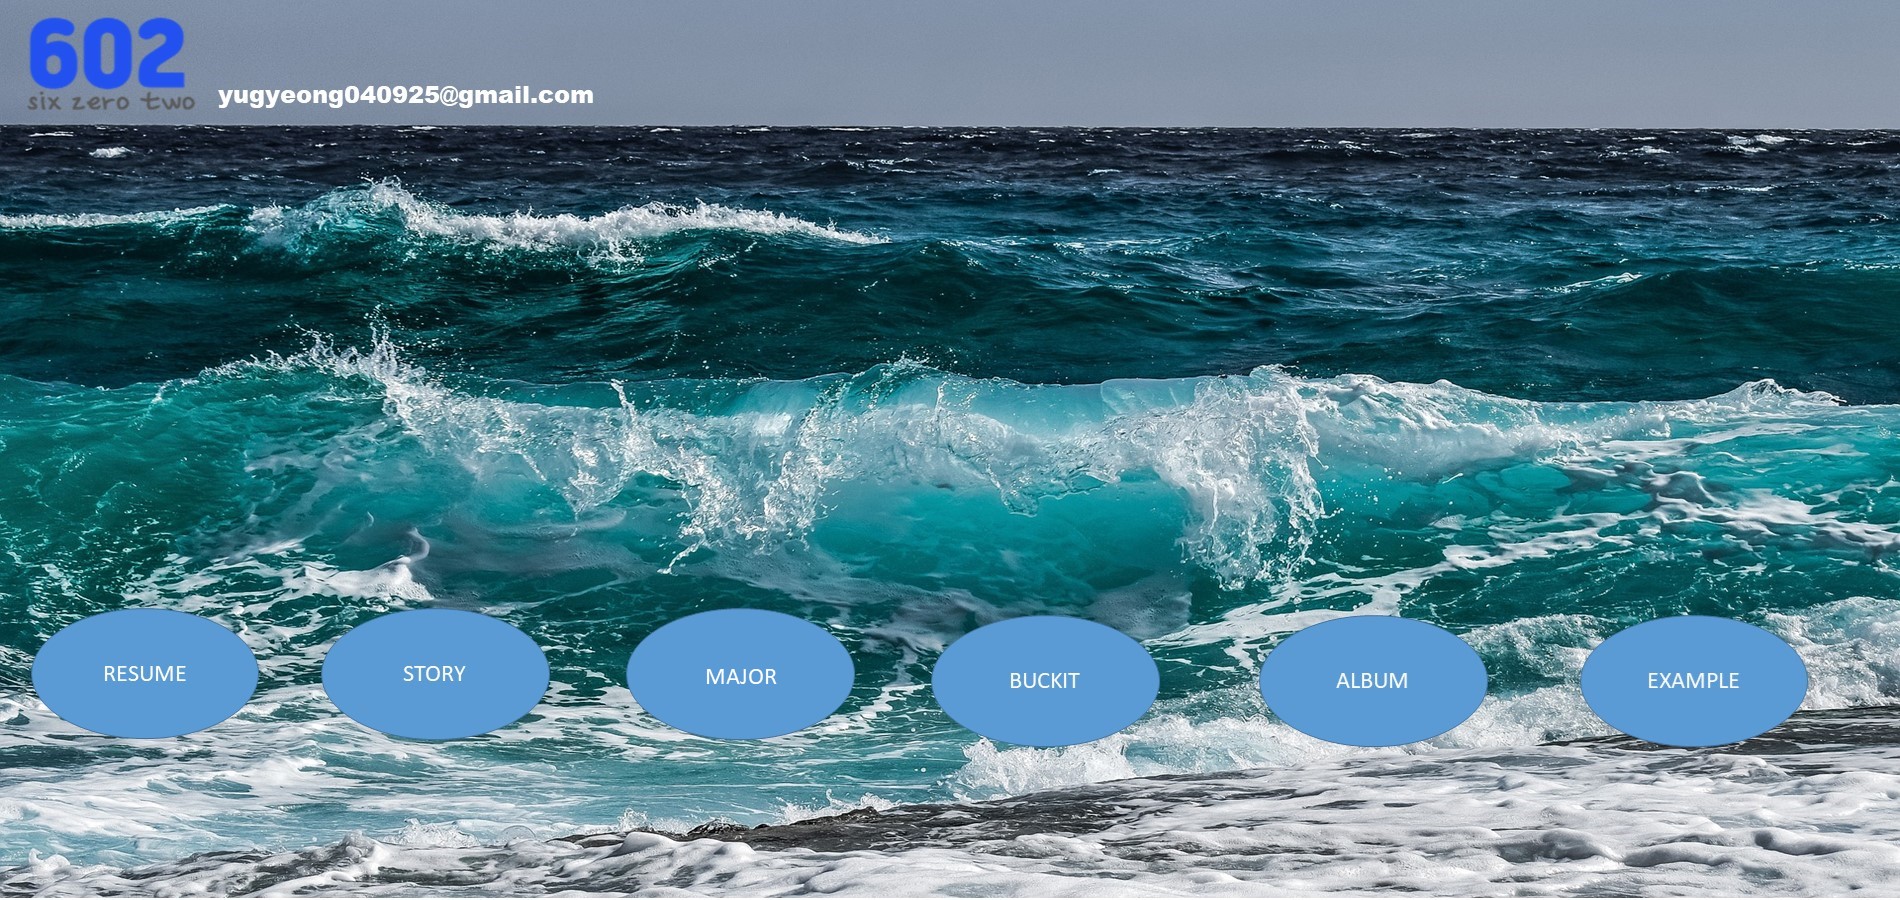 602
six zero two
yugyeong040925@gmail.com
RESUME
STORY
MAJOR
BUCKIT
ALBUM
EXAMPLE